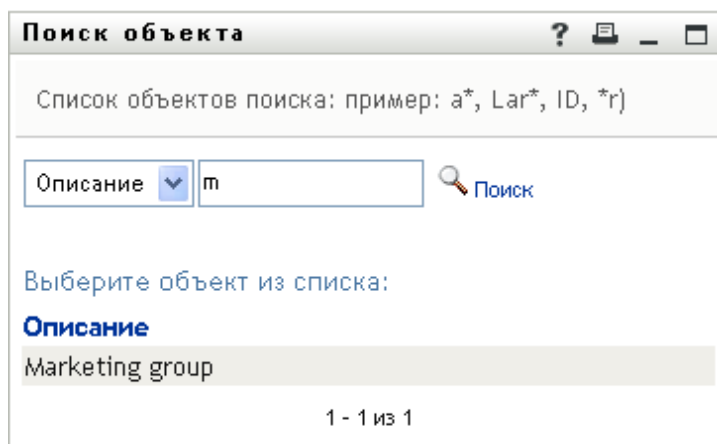 Поиск объекта ?
Список объектов поиска: пример: a*, Lar*, ID, *r)
Описание m Поиск
Выберите объект из списка:
Описание
Marketing group
1 - 1 из 1